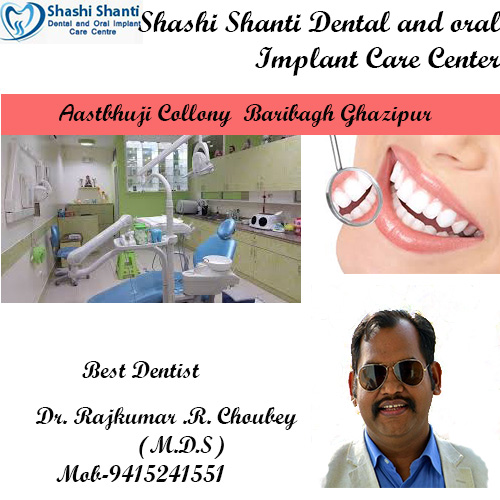 Shashi Shanti
Dental and Oral Implant
Care Centre
Shashi Shanti Dental and oral
Implant Care Center
Aastbhuji Collony Baribagh Ghazipur
Best Dentist
Dr. Rajkumar .R. Choubey
(M.D.S)
Mob-9415241551